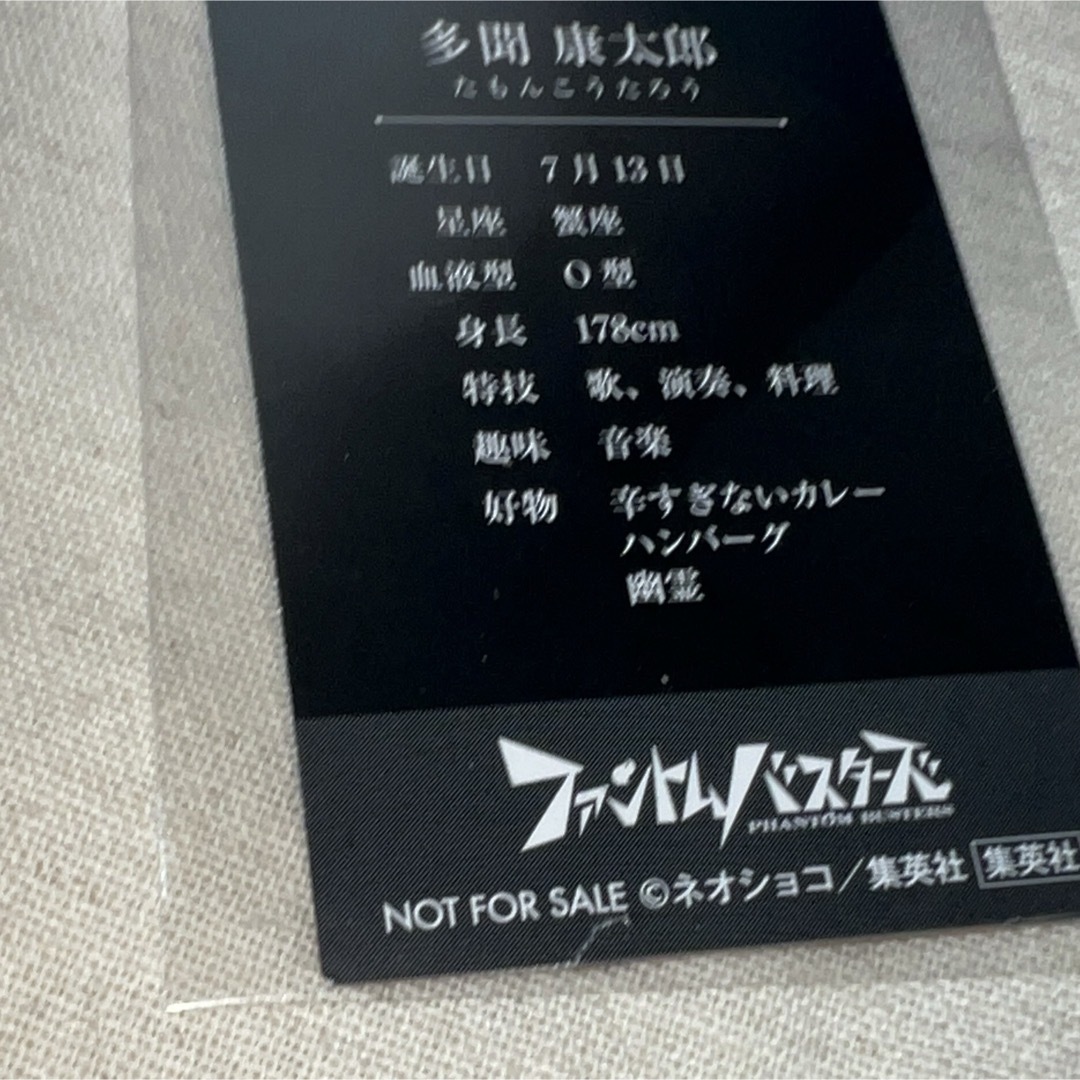 多聞 康太郎
たもんこうたろう
誕生日 7月13日
星座 蟹座
血液型 O型
身長 178cm
特技 歌、演奏、料理
趣味 音楽
好物 辛すぎないカレー
ハンバーグ
幽霊
ファントムバスターズ
PHANTOM BUSTERS
NOT FOR SALE ©ネオショコ/集英社 集英社